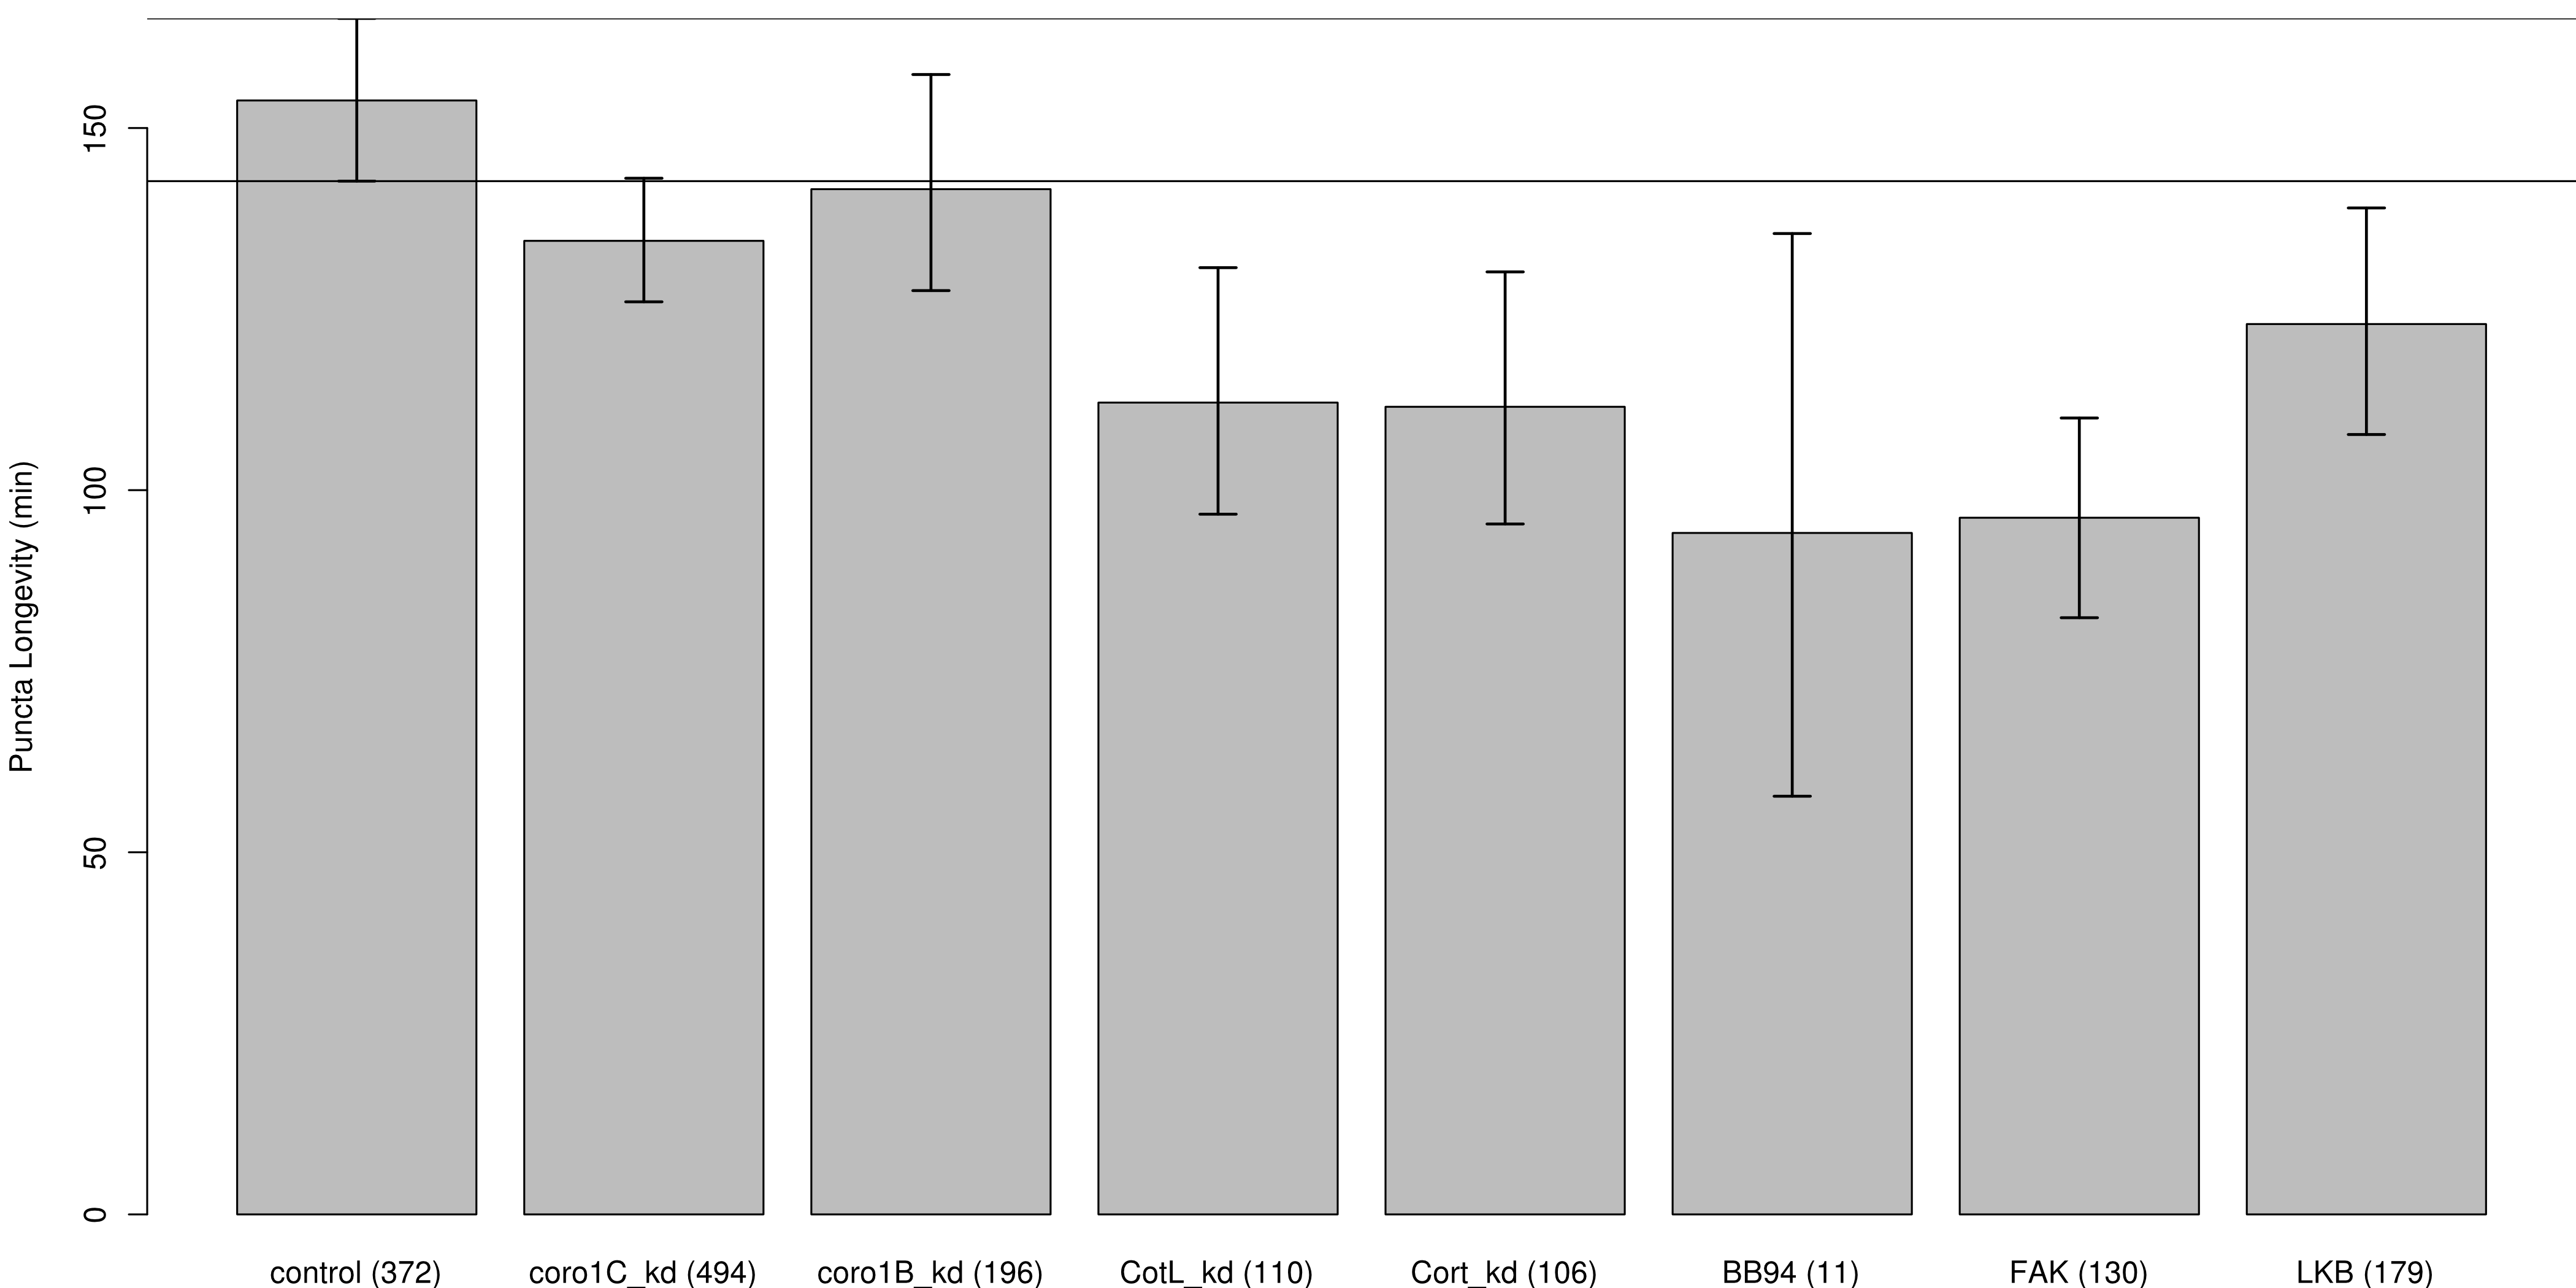 Puncta Longevity (min)
150
100
50
0
control (372)
coro1C_kd (494)
coro1B_kd (196)
CotL_kd (110)
Cort_kd (106)
BB94 (11)
FAK (130)
LKB (179)